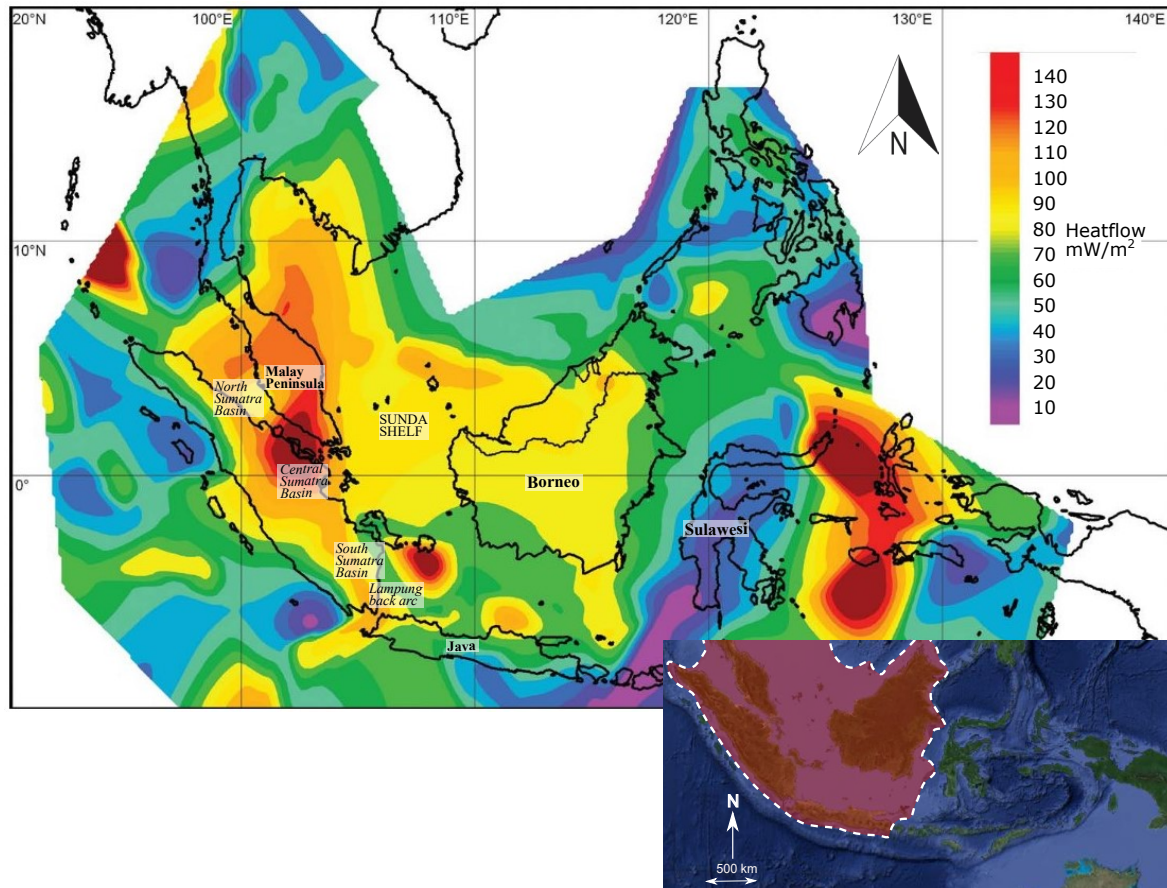 20°N
100°E
110°E
120°E
130°E
140°E
10°N
0°
N
140
130
120
110
100
90
80
70
60
50
40
30
20
10
Heatflow
mW/m²
Malay
Peninsula
North
Sumatra
Basin
SUNDA
SHELF
Central
Sumatra
Basin
Borneo
Sulawesi
South
Sumatra
Basin
Lampung
back arc
Java
N
500 km